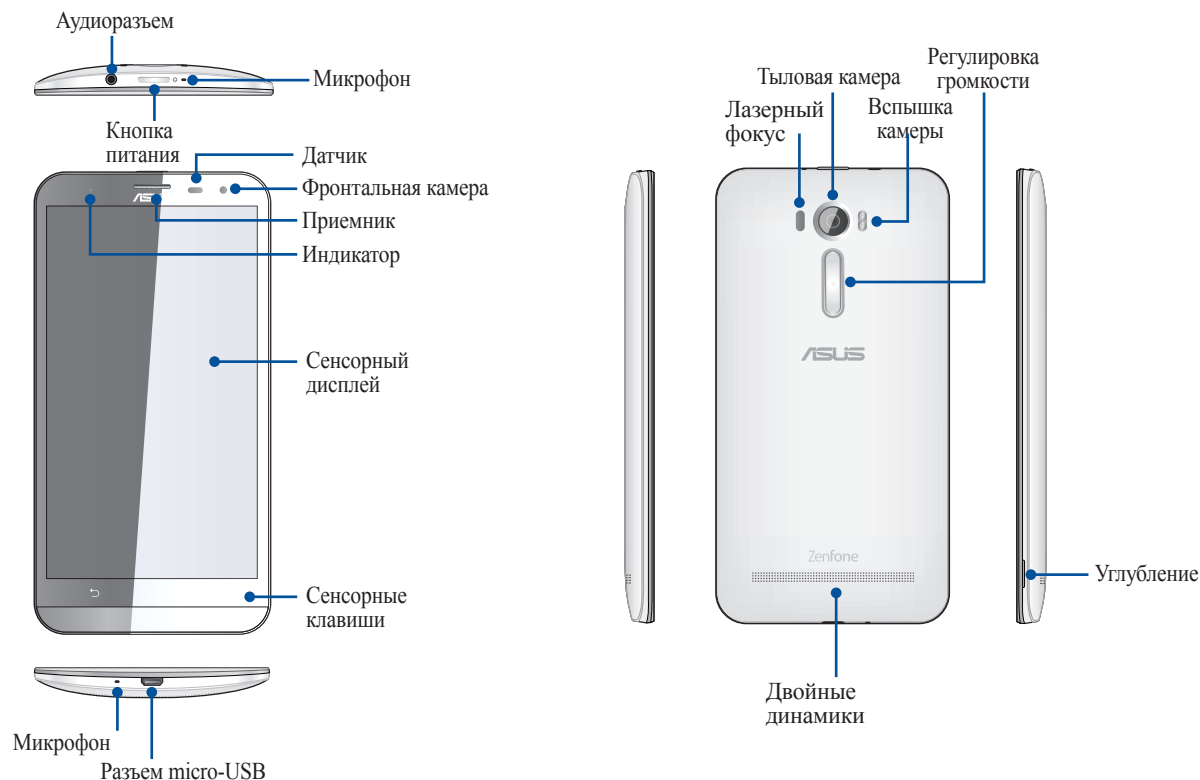 Аудиоразъем
Микрофон
Кнопка
питания
Датчик
Фронтальная камера
Приемник
Индикатор
Сенсорный
дисплей
Сенсорные
клавиши
Микрофон
Разъем micro-USB
Регулировка
громкости
Тыловая камера
Лазерный
фокус
Вспышка
камеры
ASUS
Zenfone
Углубление
Двойные
динамики